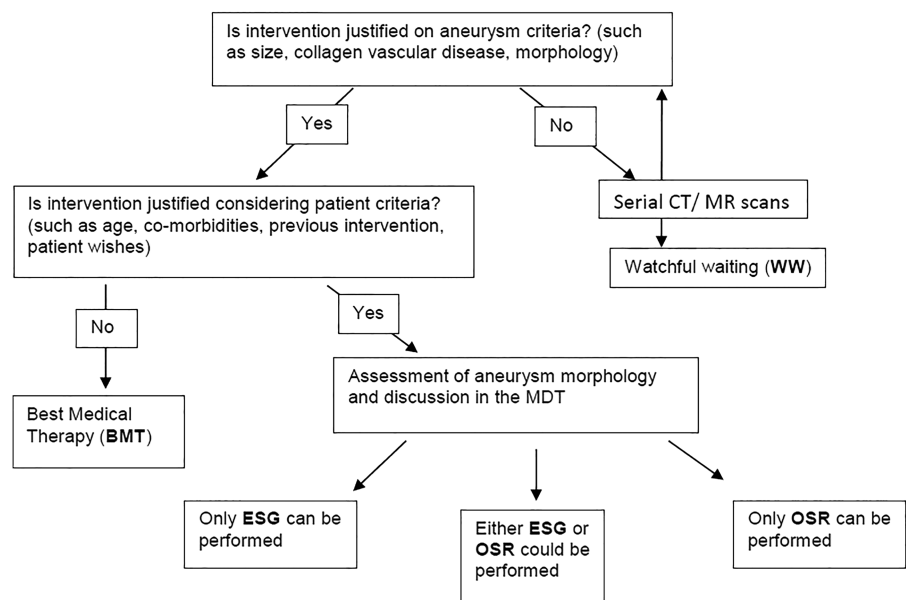 Is intervention justified on aneurysm criteria? (such
as size, collagen vascular disease, morphology)
Yes
No
Serial CT/ MR scans
Watchful waiting (WW)
Is intervention justified considering patient criteria?
(such as age, co-morbidities, previous intervention,
patient wishes)
No
Yes
Best Medical
Therapy (BMT)
Assessment of aneurysm morphology
and discussion in the MDT
Only ESG can be
performed
Either ESG or
OSR could be
performed
Only OSR can be
performed